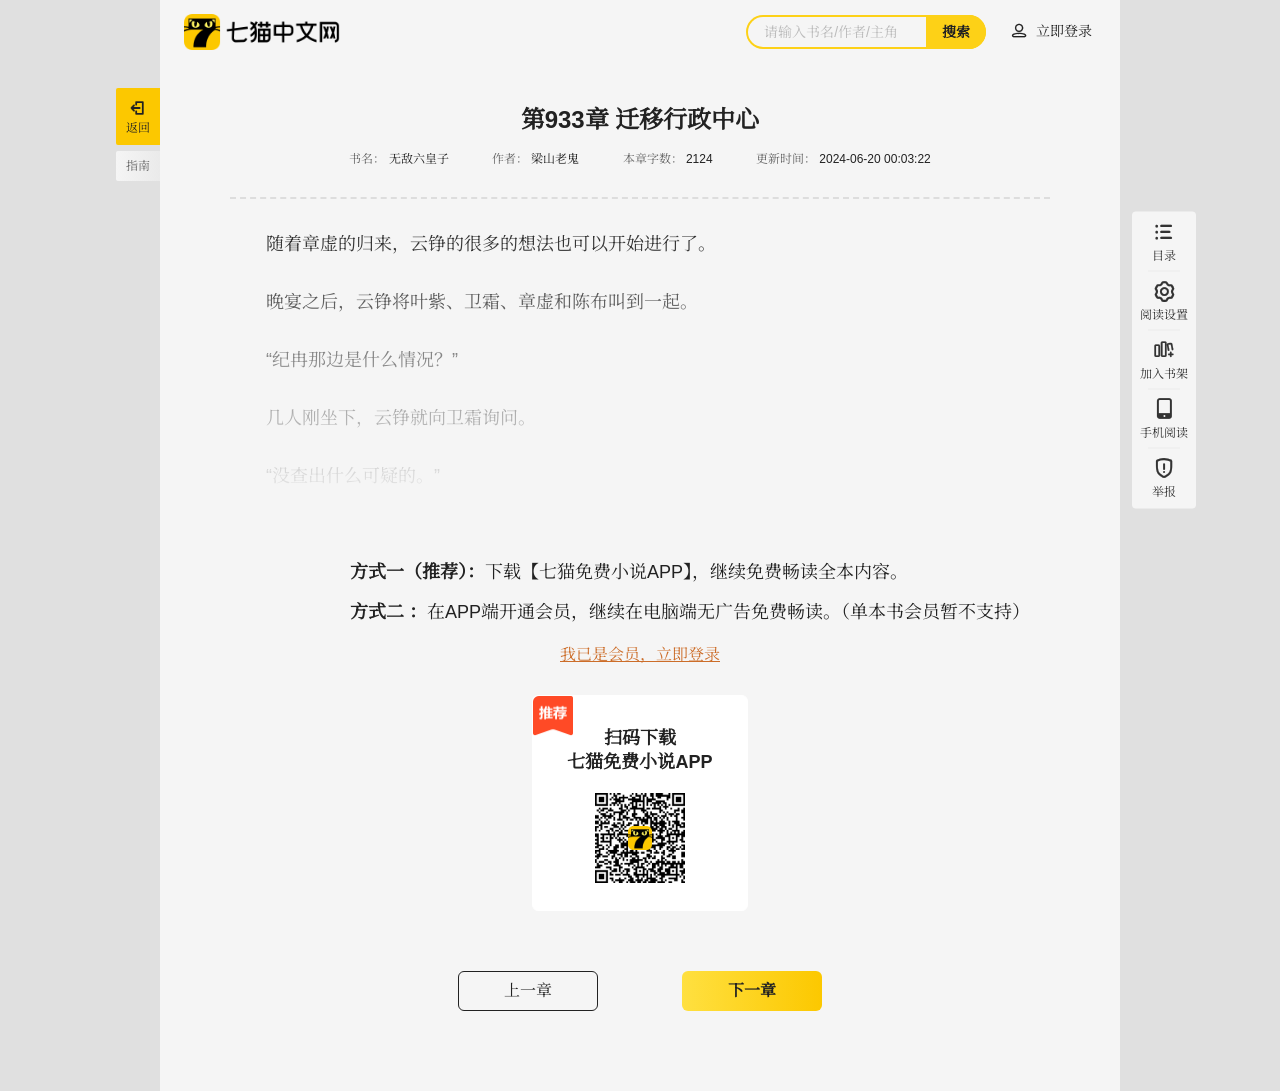 七猫中文网
请输入书名/作者/主角
搜索
立即登录
返回
指南
第933章 迁移行政中心
书名： 无敌六皇子 作者： 梁山老鬼 本章字数： 2124 更新时间： 2024-06-20 00:03:22
随着章虚的归来，云铮的很多的想法也可以开始进行了。
晚宴之后，云铮将叶紫、卫霜、章虚和陈布叫到一起。
“纪冉那边是什么情况？”
几人刚坐下，云铮就向卫霜询问。
“没查出什么可疑的。”
目录
阅读设置
加入书架
手机阅读
举报
方式一（推荐）：下载【七猫免费小说APP】，继续免费畅读全本内容。
方式二 ：在APP端开通会员，继续在电脑端无广告免费畅读。（单本书会员暂不支持）
我已是会员，立即登录
推荐
扫码下载
七猫免费小说APP
上一章
下一章